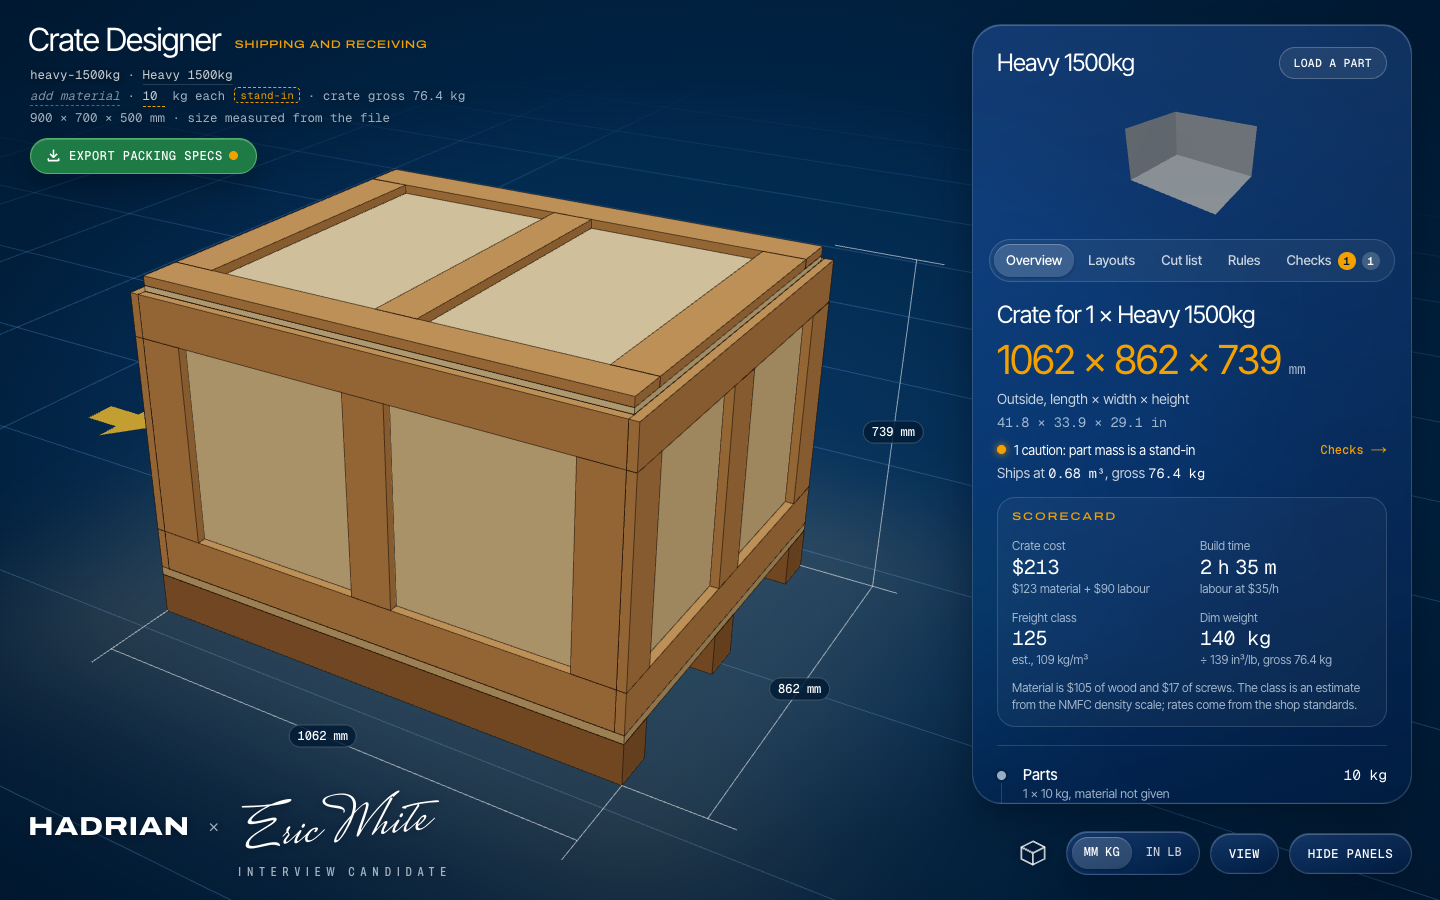 Crate Designer SHIPPING AND RECEIVING
heavy-1500kg · Heavy 1500kg
add material · 10 kg each stand-in · crate gross 76.4 kg
900 × 700 × 500 mm · size measured from the file
EXPORT PACKING SPECS
739 mm
862 mm
1062 mm
HADRIAN × Eric White
INTERVIEW CANDIDATE
Heavy 1500kg
LOAD A PART
Overview Layouts Cut list Rules Checks 1 1
Crate for 1 × Heavy 1500kg
1062 × 862 × 739 mm
Outside, length × width × height
41.8 × 33.9 × 29.1 in
1 caution: part mass is a stand-in Checks →
Ships at 0.68 m³, gross 76.4 kg
SCORECARD
Crate cost
$213
$123 material + $90 labour
Build time
2 h 35 m
labour at $35/h
Freight class
125
est., 109 kg/m³
Dim weight
140 kg
÷ 139 in³/lb, gross 76.4 kg
Material is $105 of wood and $17 of screws. The class is an estimate
from the NMFC density scale; rates come from the shop standards.
Parts 10 kg
1 × 10 kg, material not given
MM KG IN LB
VIEW
HIDE PANELS